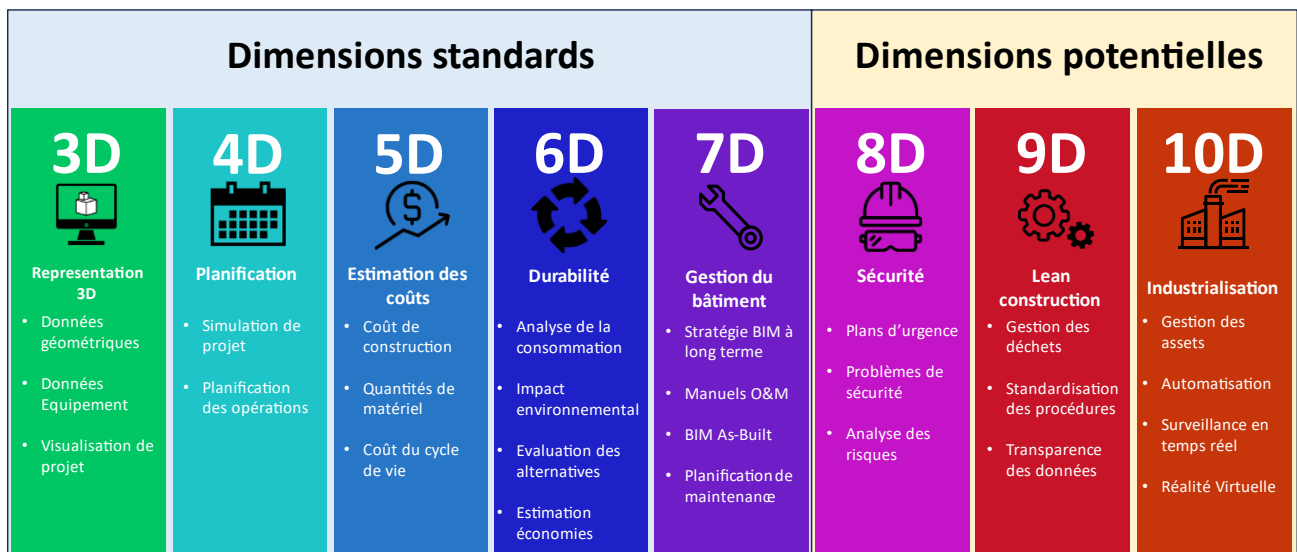 Dimensions standards
Dimensions potentielles
3D
Representation
3D
• Données
géométriques
• Données
Equipement
• Visualisation de
projet
4D
Planification
• Simulation de
projet
• Planification
des opérations
5D
$
Estimation des
coûts
• Coût de
construction
• Quantités de
matériel
• Coût du cycle
de vie
6D
Durabilité
• Analyse de la
consommation
• Impact
environnemental
• Evaluation des
alternatives
• Estimation
économies
7D
Gestion du
bâtiment
• Stratégie BIM à
long terme
• Manuels O&M
• BIM As-Built
• Planification de
maintenance
8D
Sécurité
• Plans d'urgence
• Problèmes de
sécurité
• Analyse des
risques
9D
Lean
construction
• Gestion des
déchets
• Standardisation
des procédures
• Transparence
des données
10D
Industrialisation
• Gestion des
assets
• Automatisation
• Surveillance en
temps réel
• Réalité Virtuelle